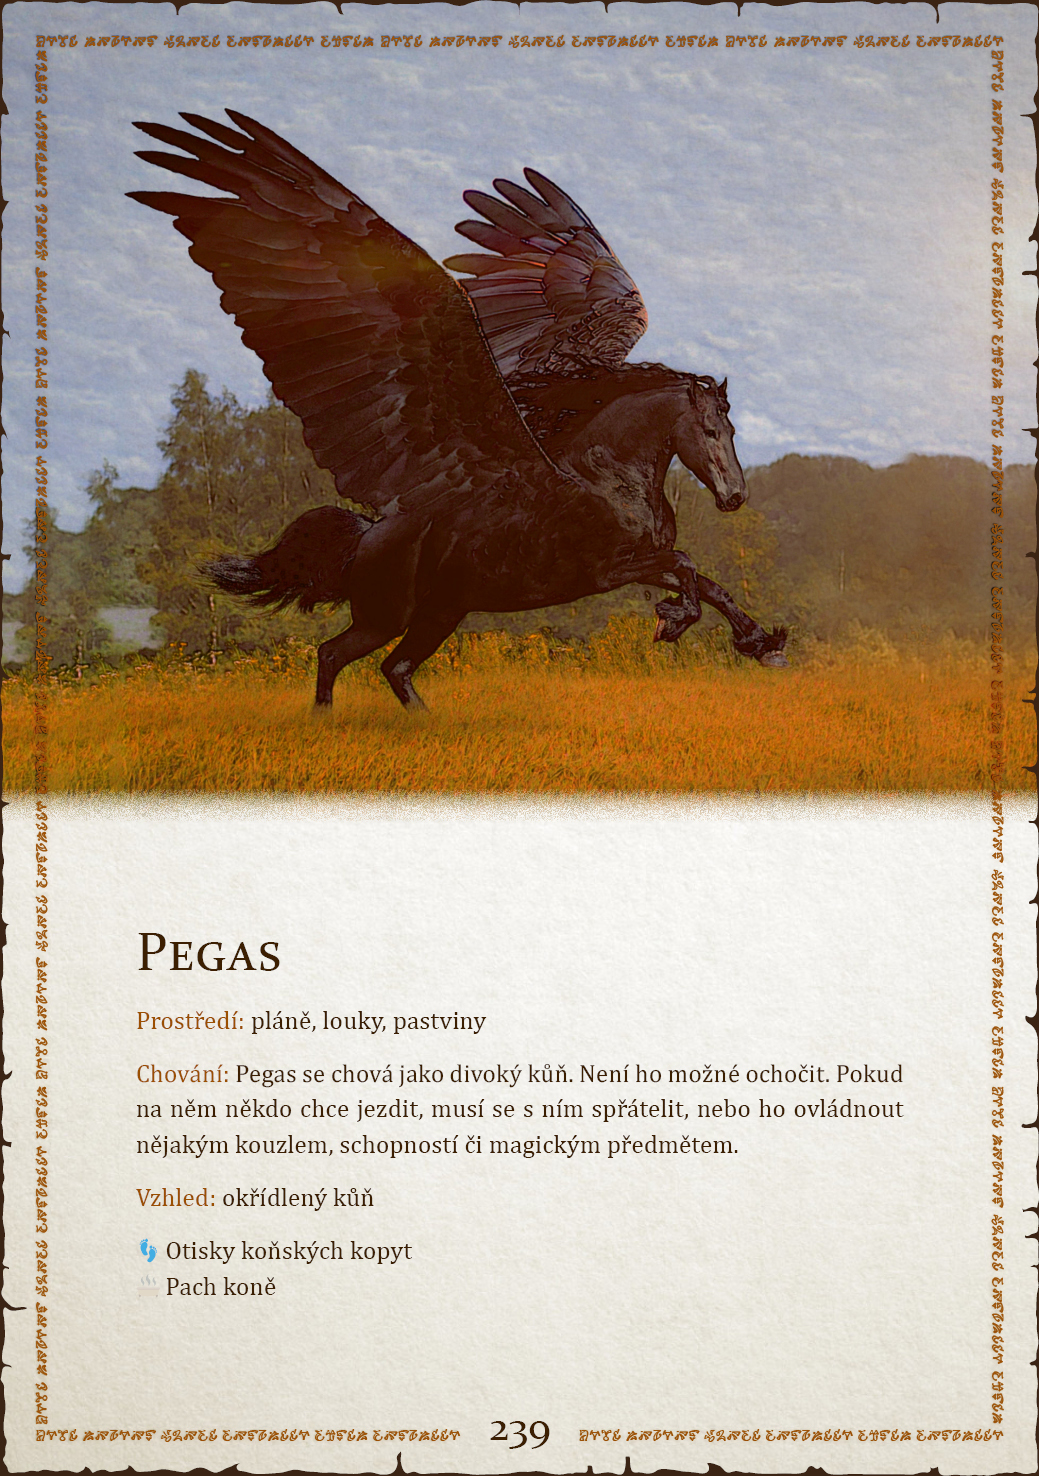 Pegas
Prostředí: pláně, louky, pastviny
Chování: Pegas se chová jako divoký kůň. Není ho možné ochočit. Pokud
na něm někdo chce jezdit, musí se s ním spřátelit, nebo ho ovládnout
nějakým kouzlem, schopností či magickým předmětem.
Vzhled: okřídlený kůň
Otisky koňských kopyt
Pach koně
239